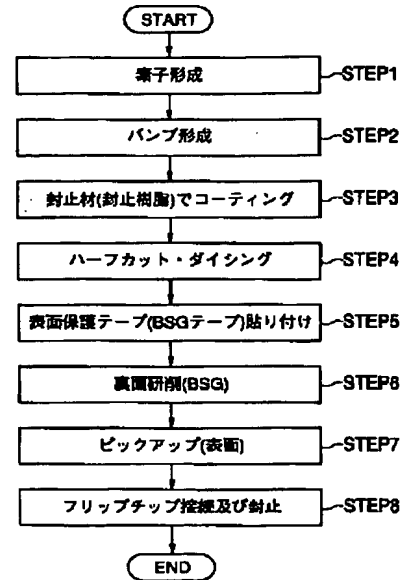 START
素子形成
STEP1
バンプ形成
STEP2
封止材(封止樹脂)でコーティング
STEP3
ハーフカット・ダイシング
STEP4
表面保護テープ(BSGテープ)貼り付け
STEP5
裏面研削(BSG)
STEP6
ピックアップ(表面)
STEP7
フリップチップ接続及び封止
STEP8
END